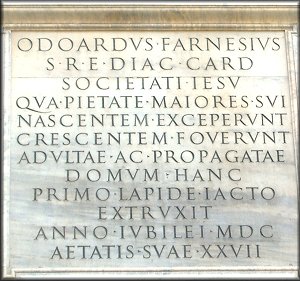 ODOARDVS·FARNESIVS
S·R·E·DIAC·CARD
SOCIETATI·IESV
QVA·PIETATE·MAIORES·SVI
NASCENTEM·EXCEPERVNT
CRESCENTEM·FOVERVNT
ADVLTAE·AC·PROPAGATAE
DOMVM·HANC
PRIMO·LAPIDE·IACTO
EXTRVXIT
ANNO·IVBILEI·MDC
AETATIS·SVAE·XXVII